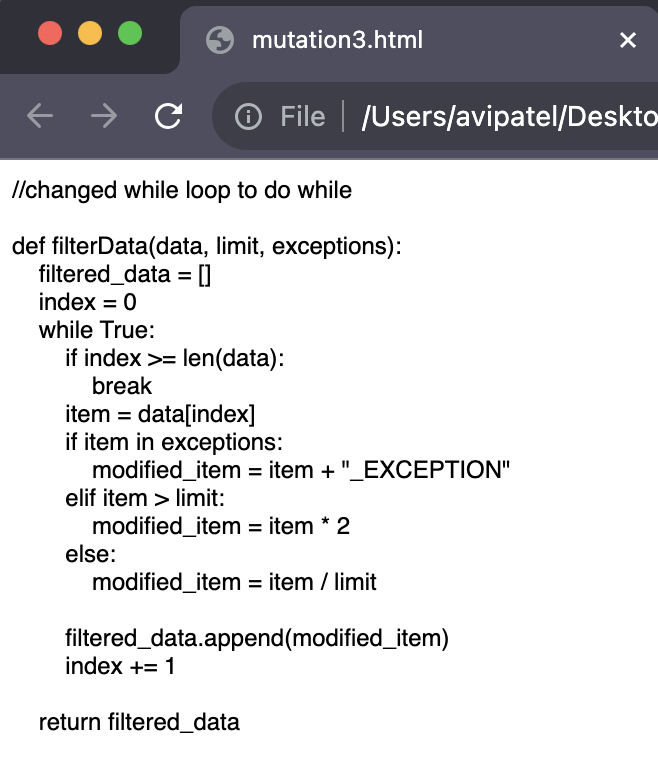 mutation3.html
File
/Users/avipatel/Deskto
//changed while loop to do while
def filterData(data, limit, exceptions):
    filtered_data = []
    index = 0
    while True:
        if index >= len(data):
            break
        item = data[index]
        if item in exceptions:
            modified_item = item + "_EXCEPTION"
        elif item > limit:
            modified_item = item * 2
        else:
            modified_item = item / limit
        filtered_data.append(modified_item)
        index += 1
    return filtered_data